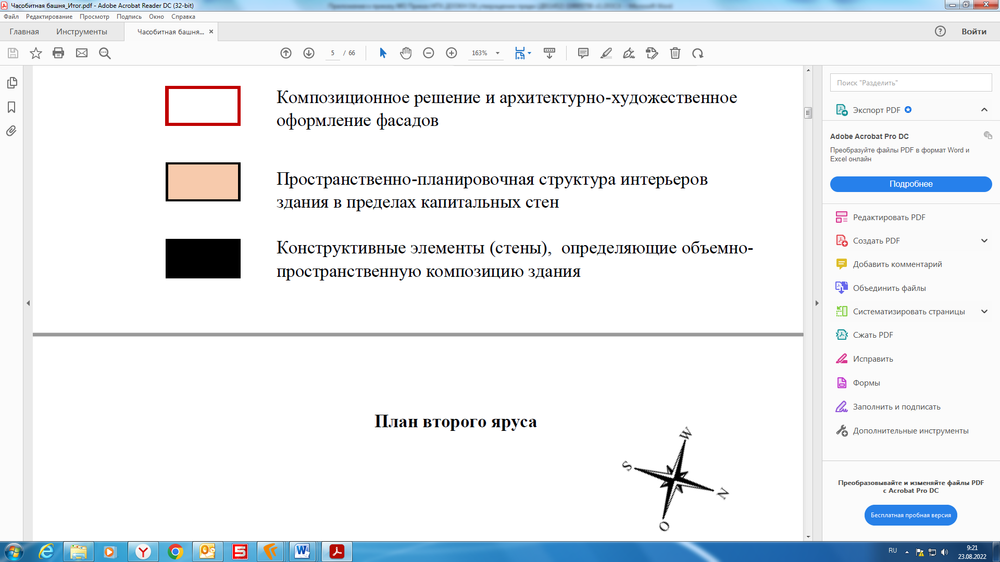 Часобитная башня_Итог.pdf - Adobe Acrobat Reader DC (32-bit)
Файл Редактирование Просмотр Подпись Окно Справка
Главная Инструменты Часобитная башня... × Войти
5 / 66 163%
Композиционное решение и архитектурно-художественное
оформление фасадов
Пространственно-планировочная структура интерьеров
здания в пределах капитальных стен
Конструктивные элементы (стены), определяющие объемно-
пространственную композицию здания
План второго яруса
W
S
N
O
Поиск "Разделить"
Экспорт PDF
Adobe Acrobat Pro DC
Преобразуйте файлы PDF в формат Word и
Excel онлайн
Подробнее
Редактировать PDF
Создать PDF
Добавить комментарий
Объединить файлы
Систематизировать страницы
Сжать PDF
Исправить
Формы
Заполнить и подписать
Дополнительные инструменты
Преобразовывайте и изменяйте файлы PDF
с Acrobat Pro DC
Бесплатная пробная версия
RU
9:21
23.08.2022